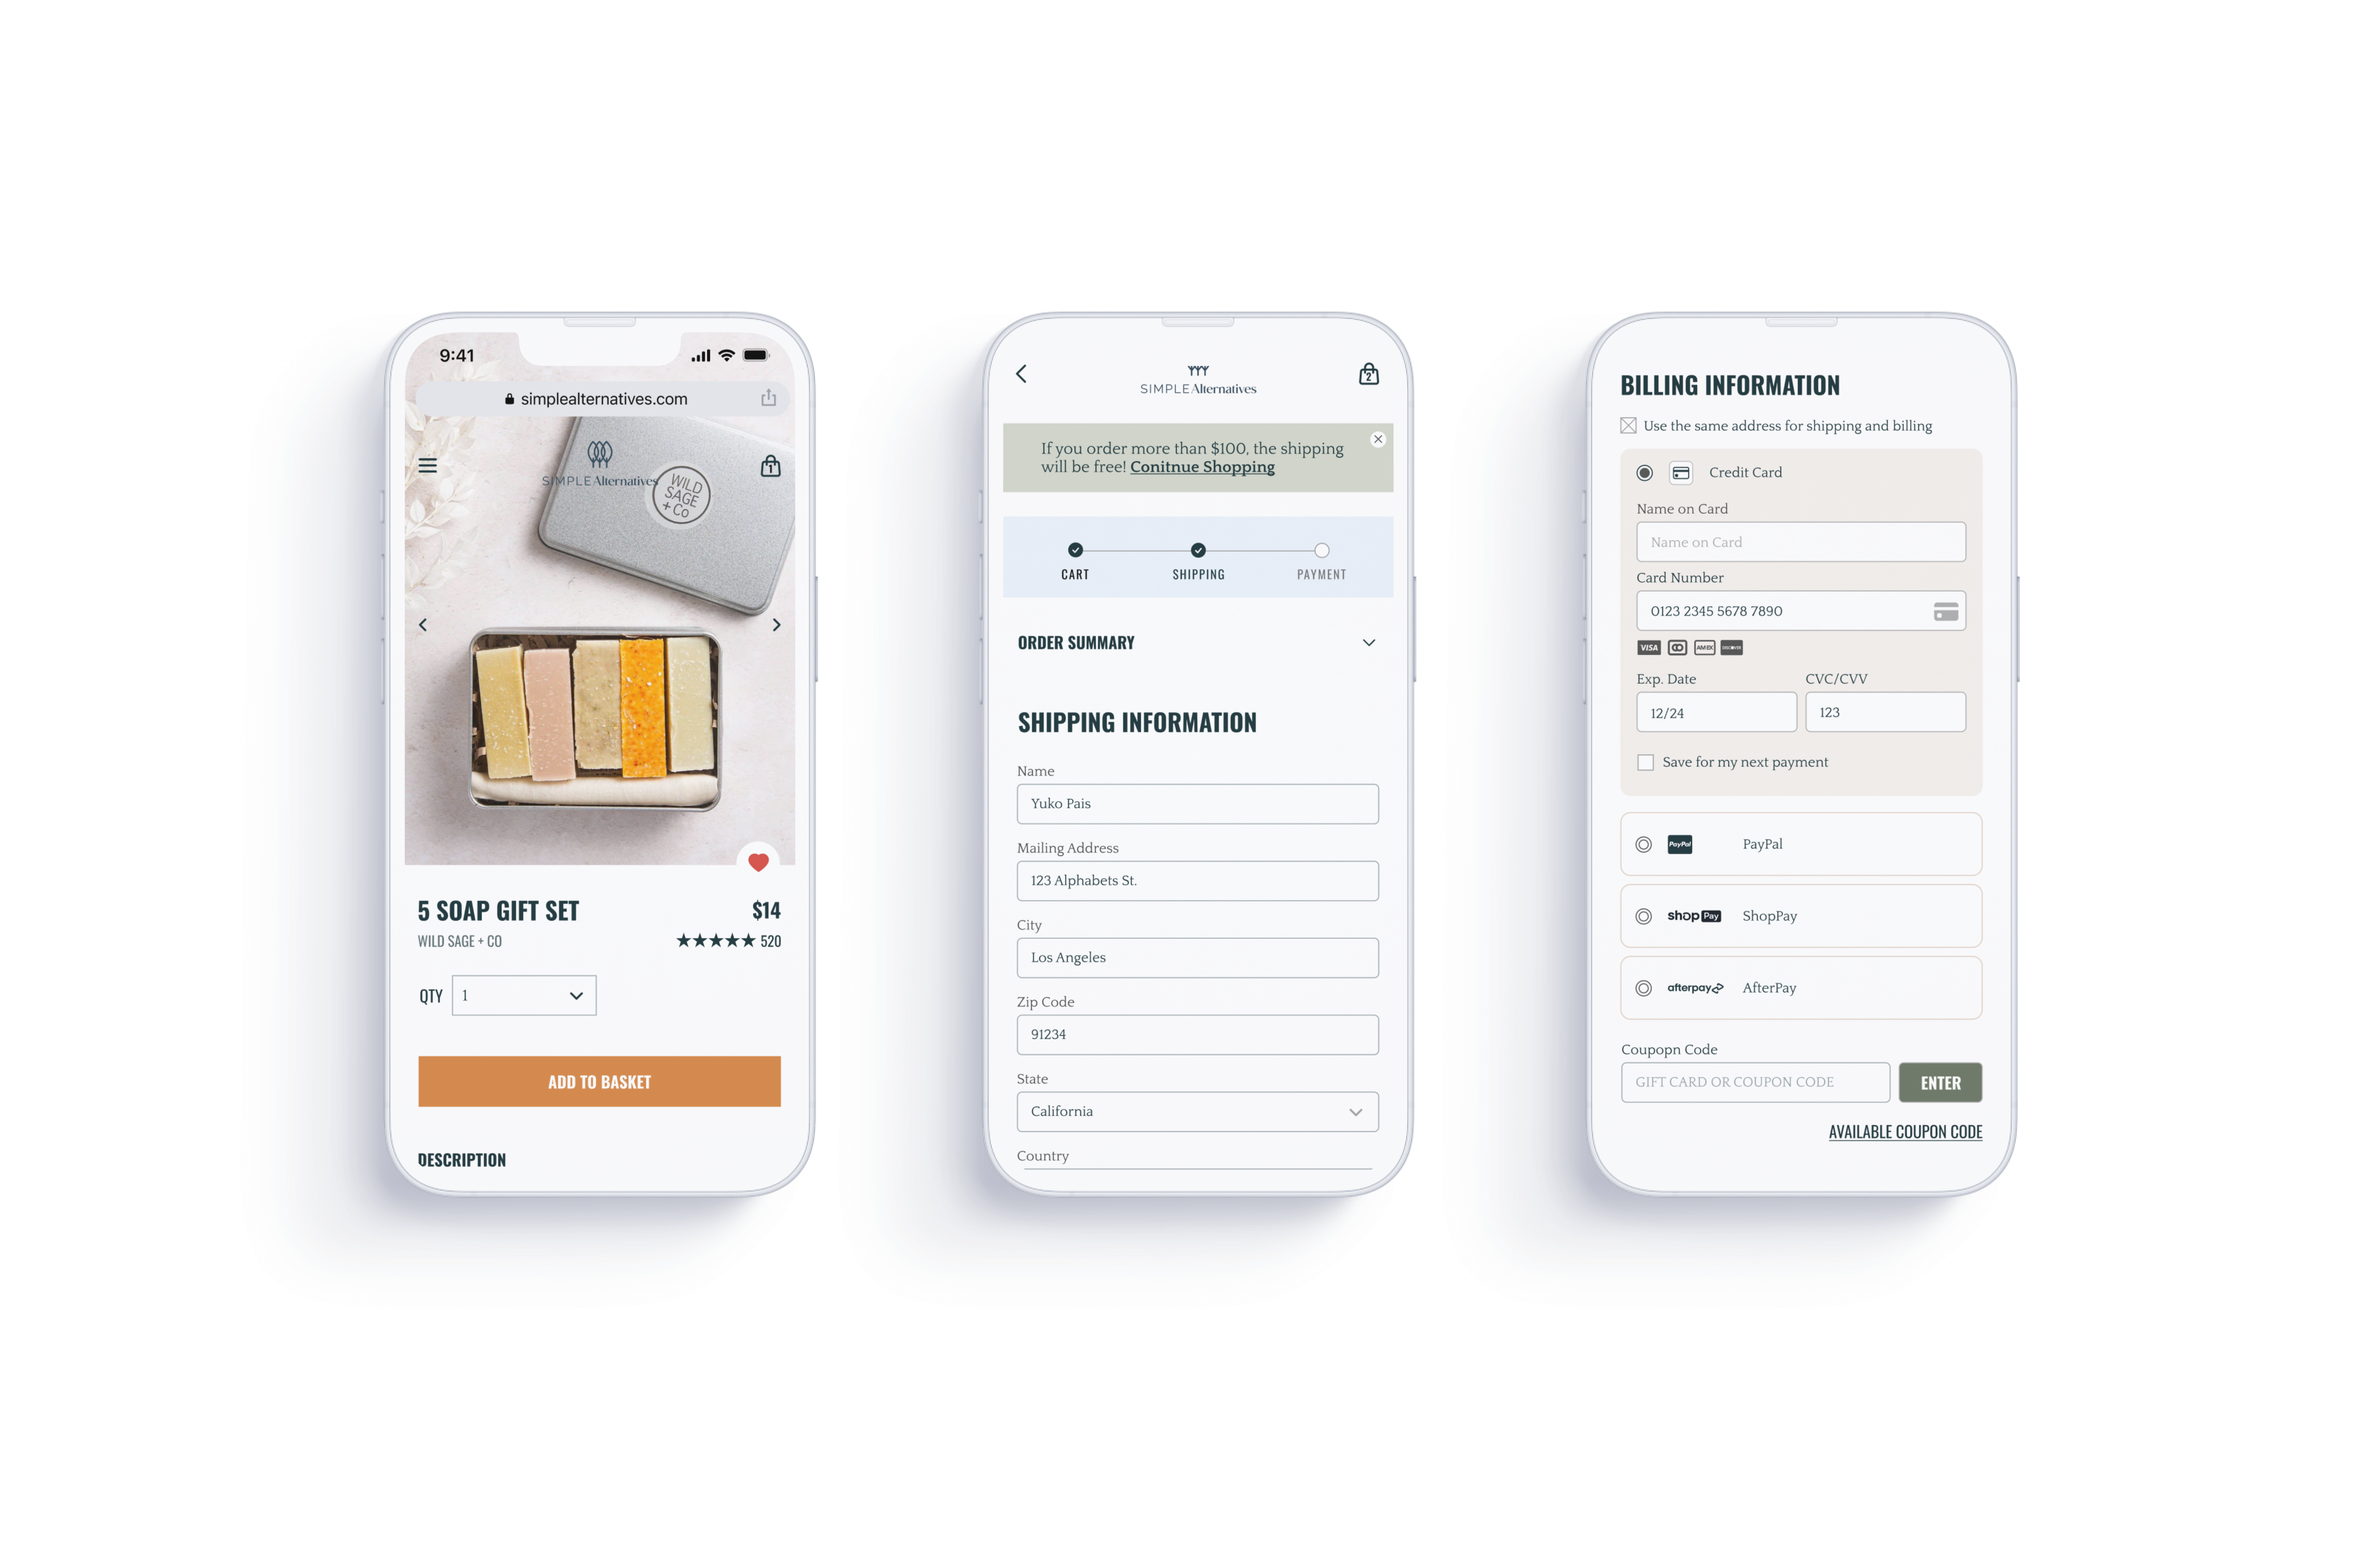 9:41
simplealternatives.com
1
SIMPLE Alternatives
WILD
SAGE
+ Co
5 SOAP GIFT SET
$14
WILD SAGE + CO
★★★★★ 520
QTY
1
ADD TO BASKET
DESCRIPTION
SIMPLE Alternatives
2
If you order more than $100, the shipping
will be free! Conitnue Shopping
CART
SHIPPING
PAYMENT
ORDER SUMMARY
SHIPPING INFORMATION
Name
Yuko Pais
Mailing Address
123 Alphabets St.
City
Los Angeles
Zip Code
91234
State
California
Country
BILLING INFORMATION
Use the same address for shipping and billing
Credit Card
Name on Card
Name on Card
Card Number
0123 2345 5678 7890
VISA AMEX DISCOVER
Exp. Date
CVC/CVV
12/24
123
Save for my next payment
PayPal PayPal
shop Pay ShopPay
afterpay AfterPay
Coupopn Code
GIFT CARD OR COUPON CODE
ENTER
AVAILABLE COUPON CODE